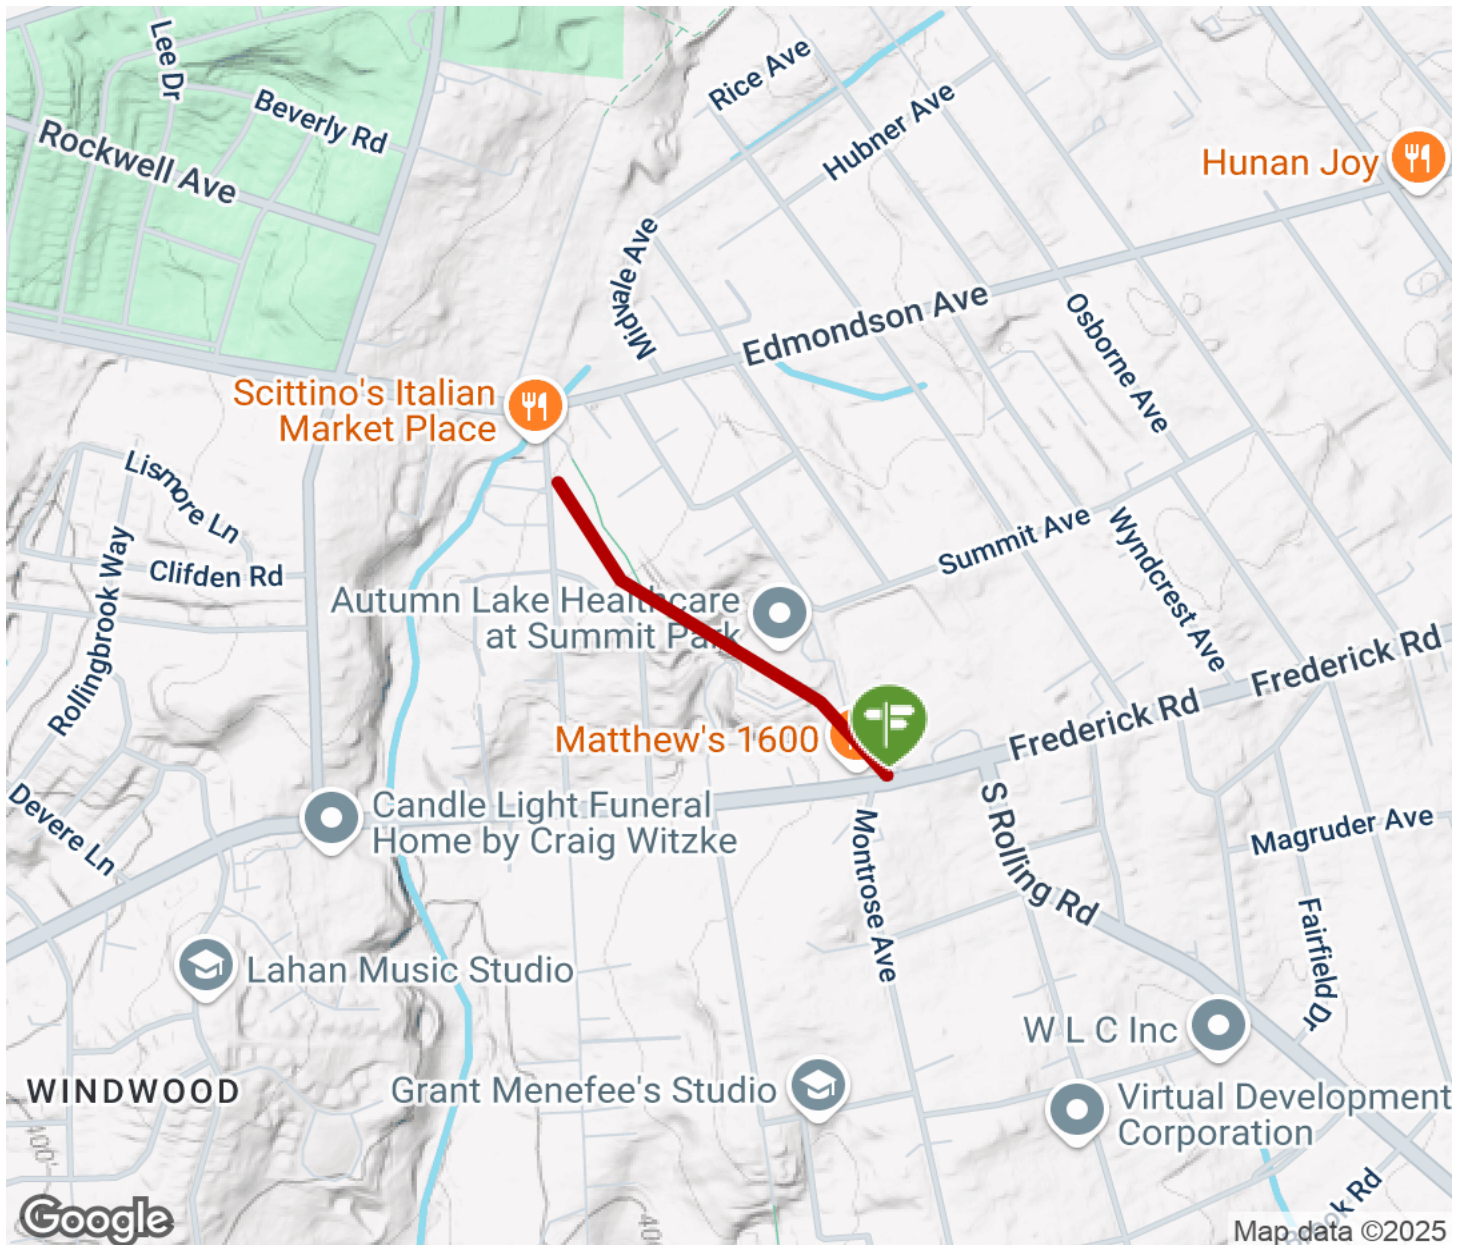 Lee Dr
Beverly Rd
Rockwell Ave
Rice Ave
Hubner Ave
Hunan Joy
Midvale Ave
Edmondson Ave
Osborne Ave
Scittino's Italian
Market Place
Lismore Ln
Rollingbrook Way
Clifden Rd
Summit Ave
Wyndcrest Ave
Autumn Lake Healthcare
at Summit Park
Frederick Rd
Frederick Rd
Matthew's 1600
Devere Ln
Candle Light Funeral
Home by Craig Witzke
Montrose Ave
S Rolling Rd
Magruder Ave
Fairfield Dr
Lahan Music Studio
W L C Inc
WINDWOOD
Grant Menefee's Studio
Virtual Development
Corporation
400'
Rd
Google
Map data ©2025